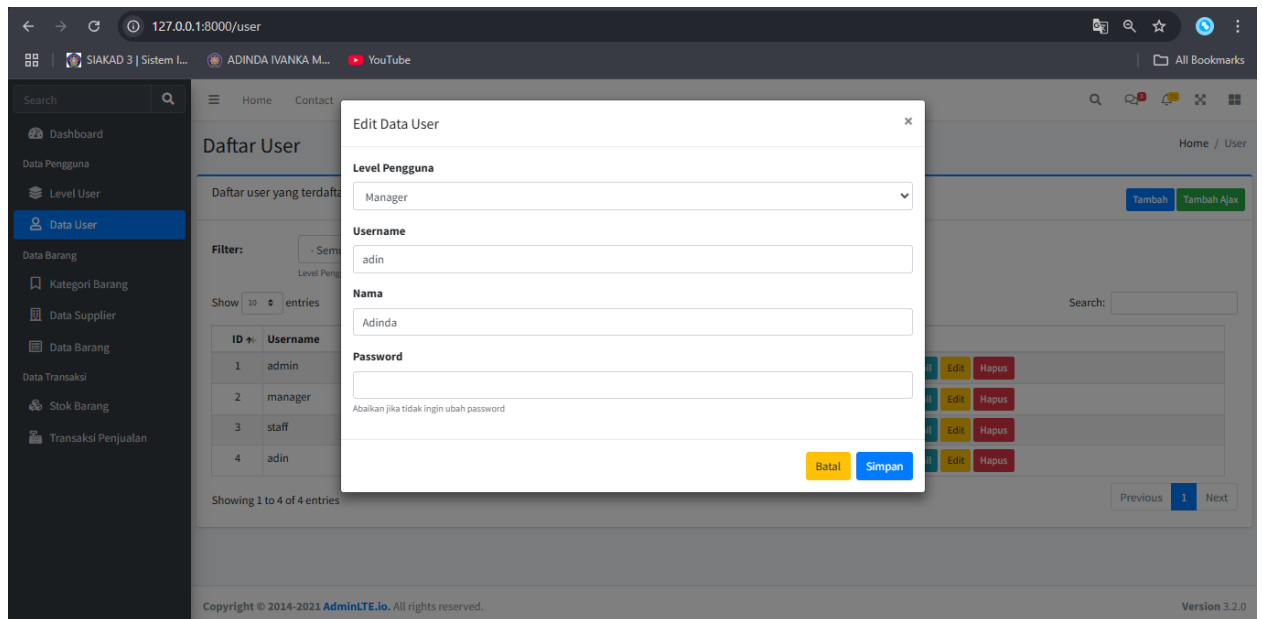 127.0.0.1:8000/user
SIAKAD 3 | Sistem I... ADINDA IVANKA M... YouTube All Bookmarks
Search
Home Contact
Dashboard
Data Pengguna
Level User
Data User
Data Barang
Kategori Barang
Data Supplier
Data Barang
Data Transaksi
Stok Barang
Transaksi Penjualan
Daftar User
Home / User
Daftar user yang terdafta
Tambah Tambah Ajax
Filter: - Semu
Level Peng
Show 10 entries
Search:
ID Username
1 admin Edit Hapus
2 manager Edit Hapus
3 staff Edit Hapus
4 adin Edit Hapus
Showing 1 to 4 of 4 entries
Previous 1 Next
Edit Data User ×
Level Pengguna
Manager
Username
adin
Nama
Adinda
Password
Abaikan jika tidak ingin ubah password
Batal Simpan
Copyright © 2014-2021 AdminLTE.io. All rights reserved.
Version 3.2.0